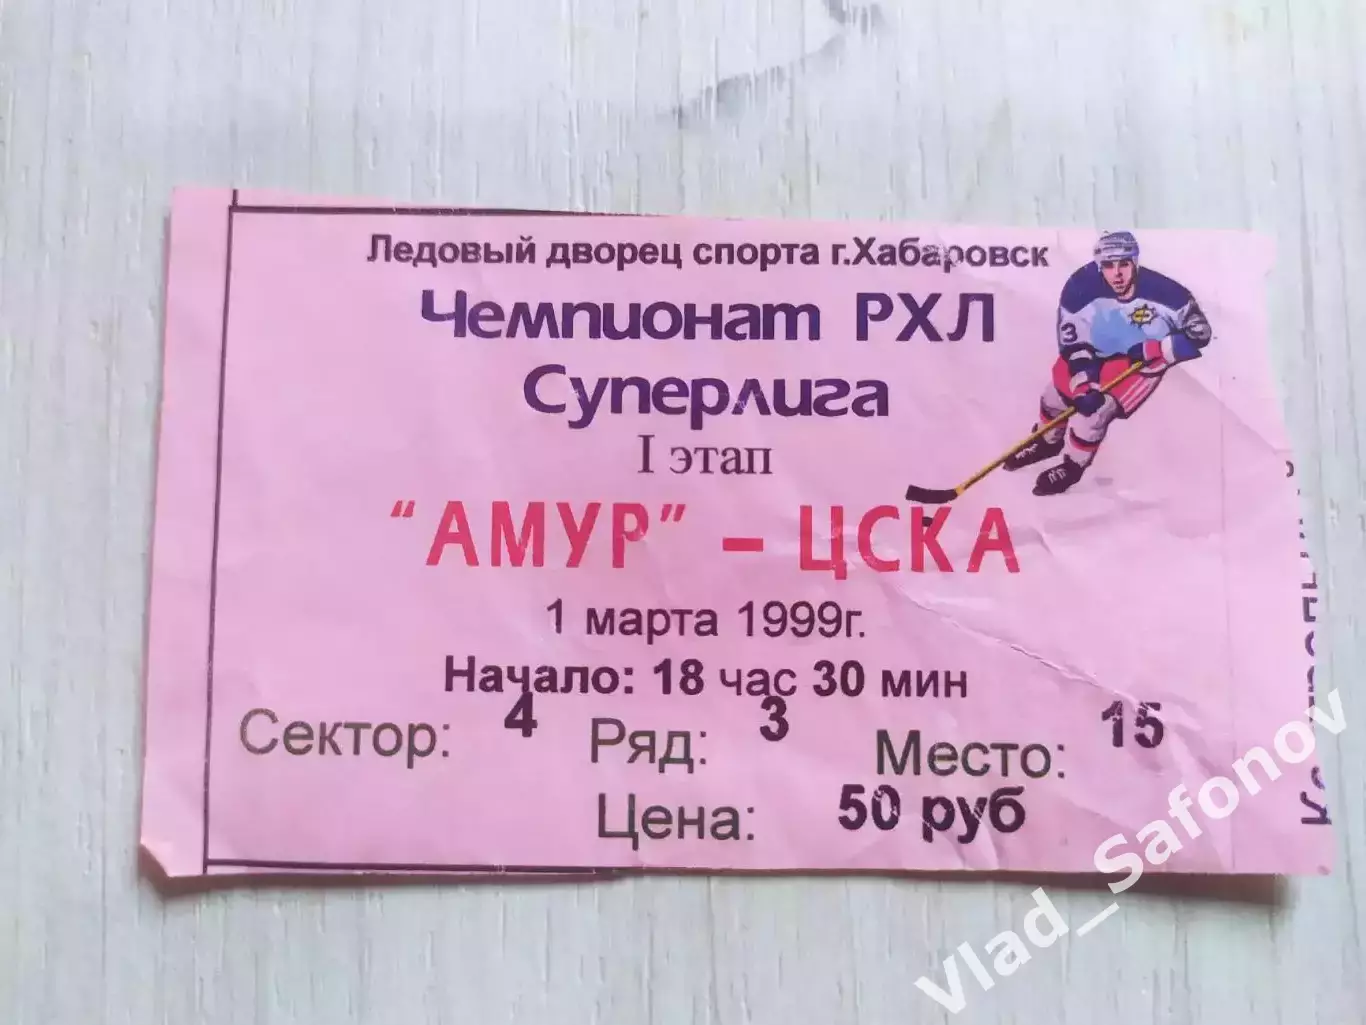 Ледовый дворец спорта г.Хабаровск
Чемпионат РХЛ
Суперлига
I этап
"АМУР" – ЦСКА
1 марта 1999г.
Начало: 18 час 30 мин
Сектор: 4 Ряд: 3 Место: 15
Цена: 50 руб
3
Vlad_Safonov